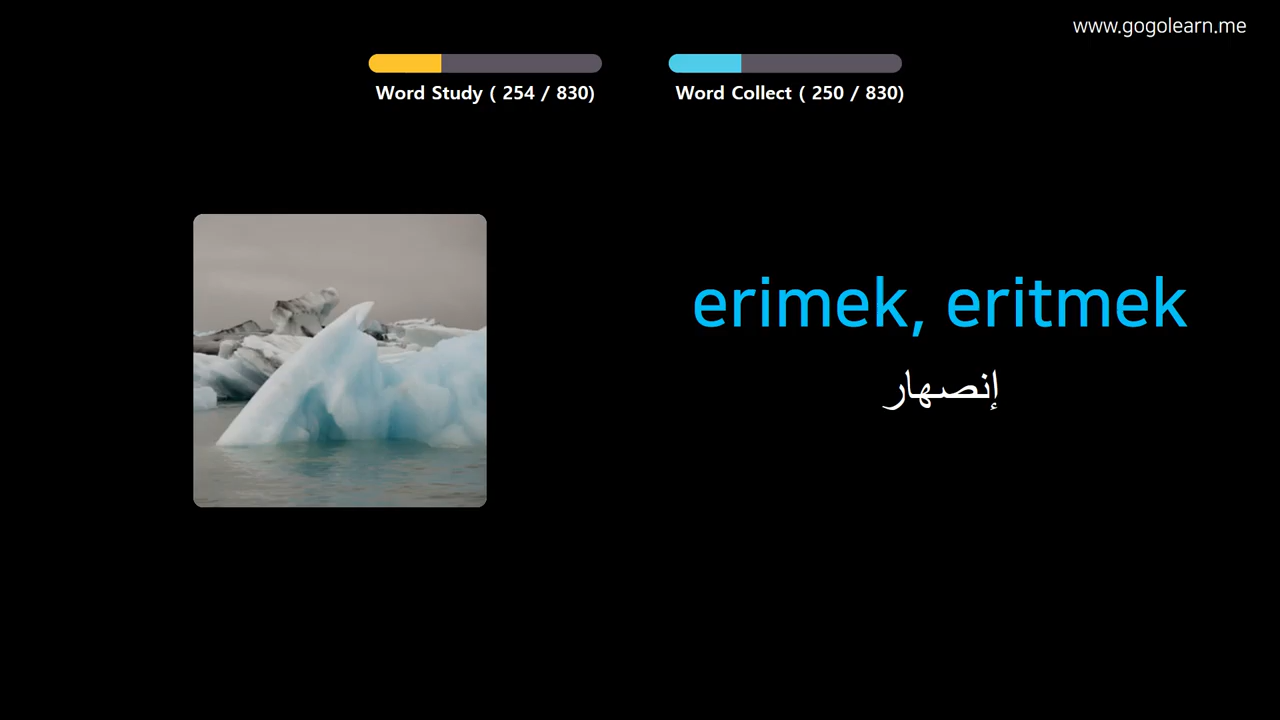 www.gogolearn.me
Word Study ( 254 / 830)
Word Collect ( 250 / 830)
erimek, eritmek
إنصهار